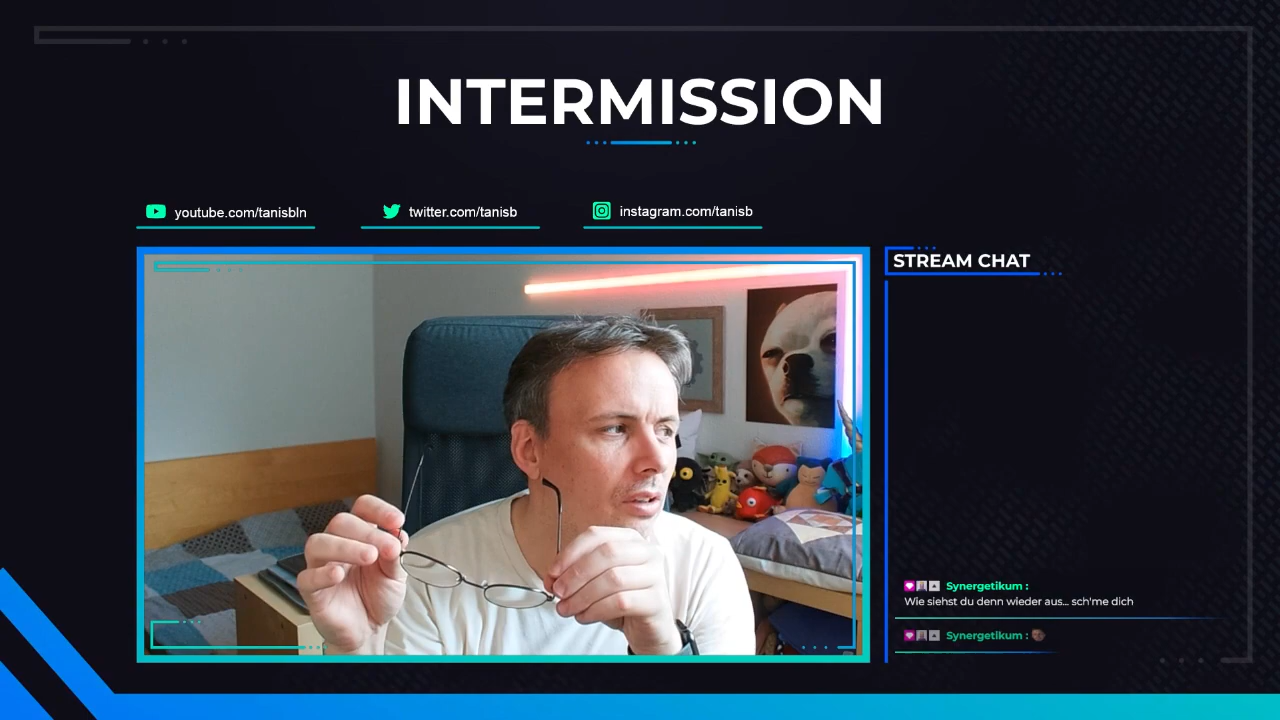 INTERMISSION
youtube.com/tanisbln
twitter.com/tanisb
instagram.com/tanisb
STREAM CHAT
Synergetikum :
Wie siehst du denn wieder aus... sch'me dich
Synergetikum :